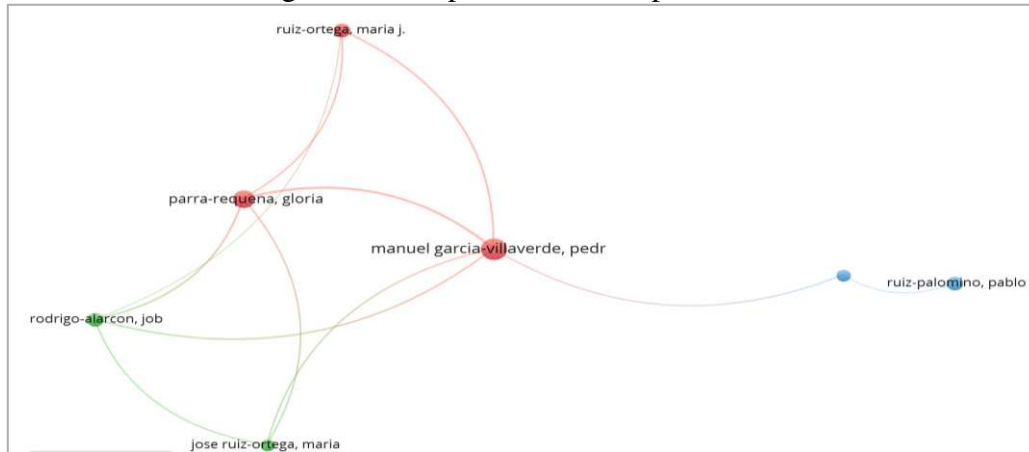 ruiz-ortega, maria j.
parra-requena, gloria
manuel garcia-villaverde, pedr
ruiz-palomino, pablo
rodrigo-alarcon, job
jose ruiz-ortega, maria